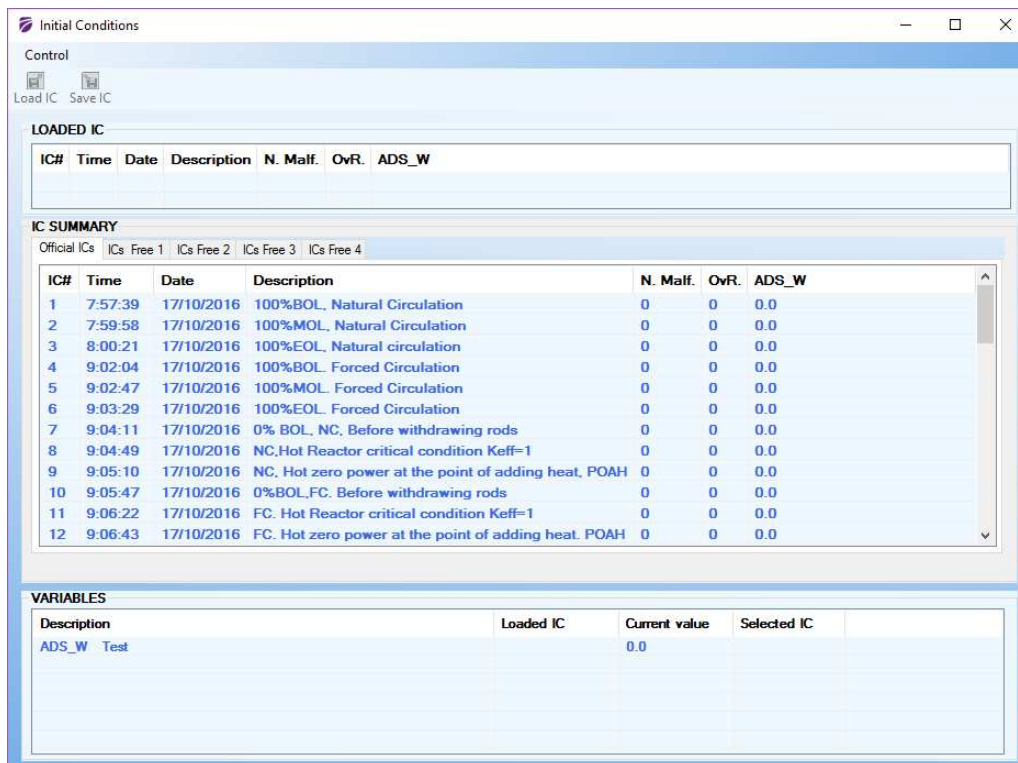 Initial Conditions
Control
Load IC Save IC
LOADED IC
IC# Time Date Description N. Malf. OvR. ADS_W
IC SUMMARY
Official ICs ICs Free 1 ICs Free 2 ICs Free 3 ICs Free 4
IC# Time Date Description N. Malf. OvR. ADS_W
1 7:57:39 17/10/2016 100%BOL, Natural Circulation 0 0 0.0
2 7:59:58 17/10/2016 100%MOL, Natural Circulation 0 0 0.0
3 8:00:21 17/10/2016 100%EOL, Natural circulation 0 0 0.0
4 9:02:04 17/10/2016 100%BOL. Forced Circulation 0 0 0.0
5 9:02:47 17/10/2016 100%MOL. Forced Circulation 0 0 0.0
6 9:03:29 17/10/2016 100%EOL. Forced Circulation 0 0 0.0
7 9:04:11 17/10/2016 0% BOL, NC, Before withdrawing rods 0 0 0.0
8 9:04:49 17/10/2016 NC,Hot Reactor critical condition Keff=1 0 0 0.0
9 9:05:10 17/10/2016 NC, Hot zero power at the point of adding heat, POAH 0 0 0.0
10 9:05:47 17/10/2016 0%BOL,FC. Before withdrawing rods 0 0 0.0
11 9:06:22 17/10/2016 FC. Hot Reactor critical condition Keff=1 0 0 0.0
12 9:06:43 17/10/2016 FC. Hot zero power at the point of adding heat. POAH 0 0 0.0
VARIABLES
Description Loaded IC Current value Selected IC
ADS_W Test 0.0